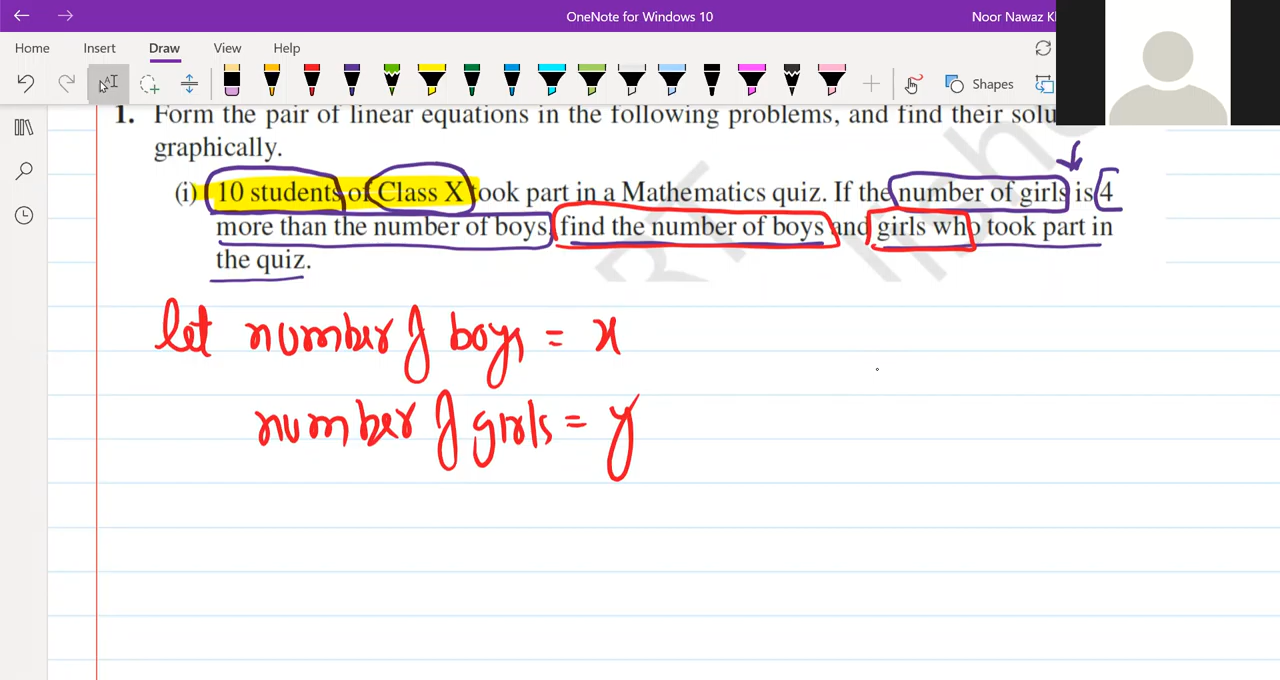 OneNote for Windows 10
Noor Nawaz Kh
Home Insert Draw View Help
Shapes
1. Form the pair of linear equations in the following problems, and find their solu
graphically.
(i) 10 students of Class X took part in a Mathematics quiz. If the number of girls is 4
more than the number of boys, find the number of boys and girls who took part in
the quiz.
let number of boys = x
number of girls = y